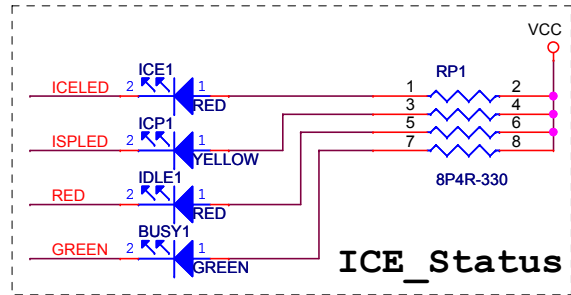 VCC
ICE1
RP1
ICELED 2 1 1 2
RED
3 4
ICP1
ISPLED 2 1 5 6
YELLOW
7 8
IDLE1
8P4R-330
RED 2 1
RED
BUSY1
GREEN 2 1
GREEN
ICE_Status